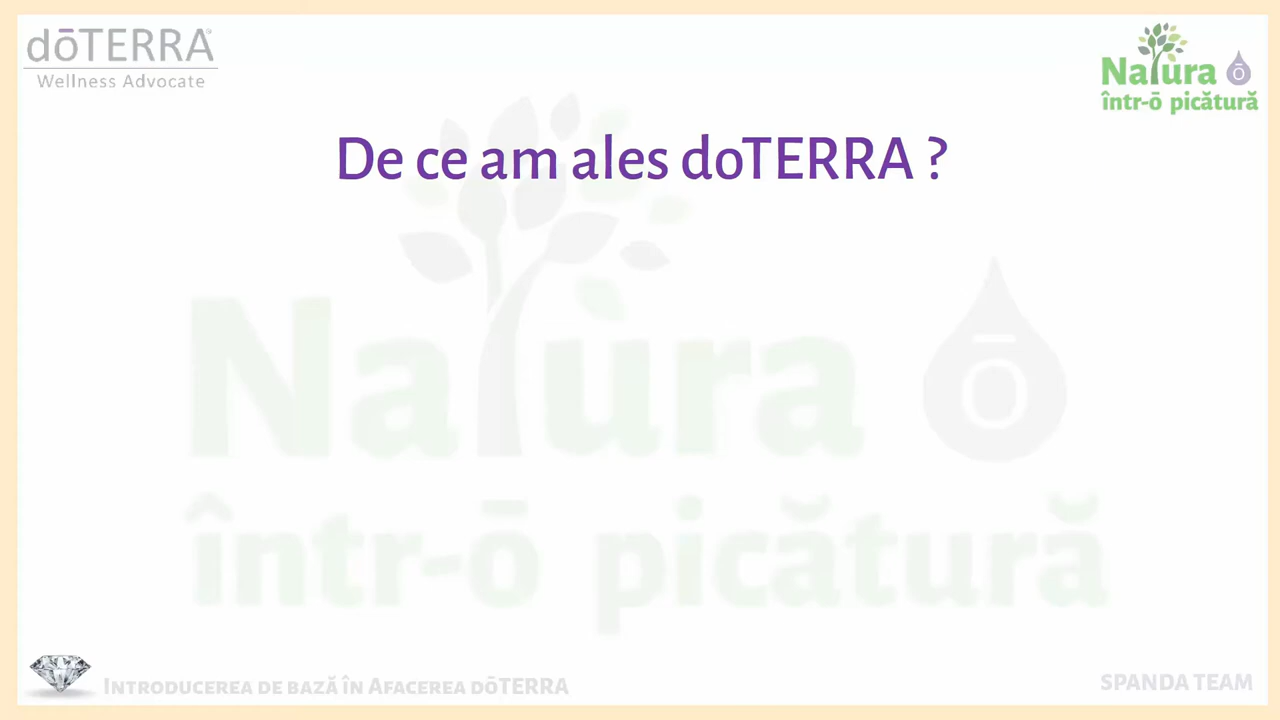 dōTERRA
Wellness Advocate
Natura ō
într-ō picătură
De ce am ales doTERRA ?
Natura ō
într-ō picătură
Introducerea de bază în Afacerea dōTERRA
SPANDA TEAM